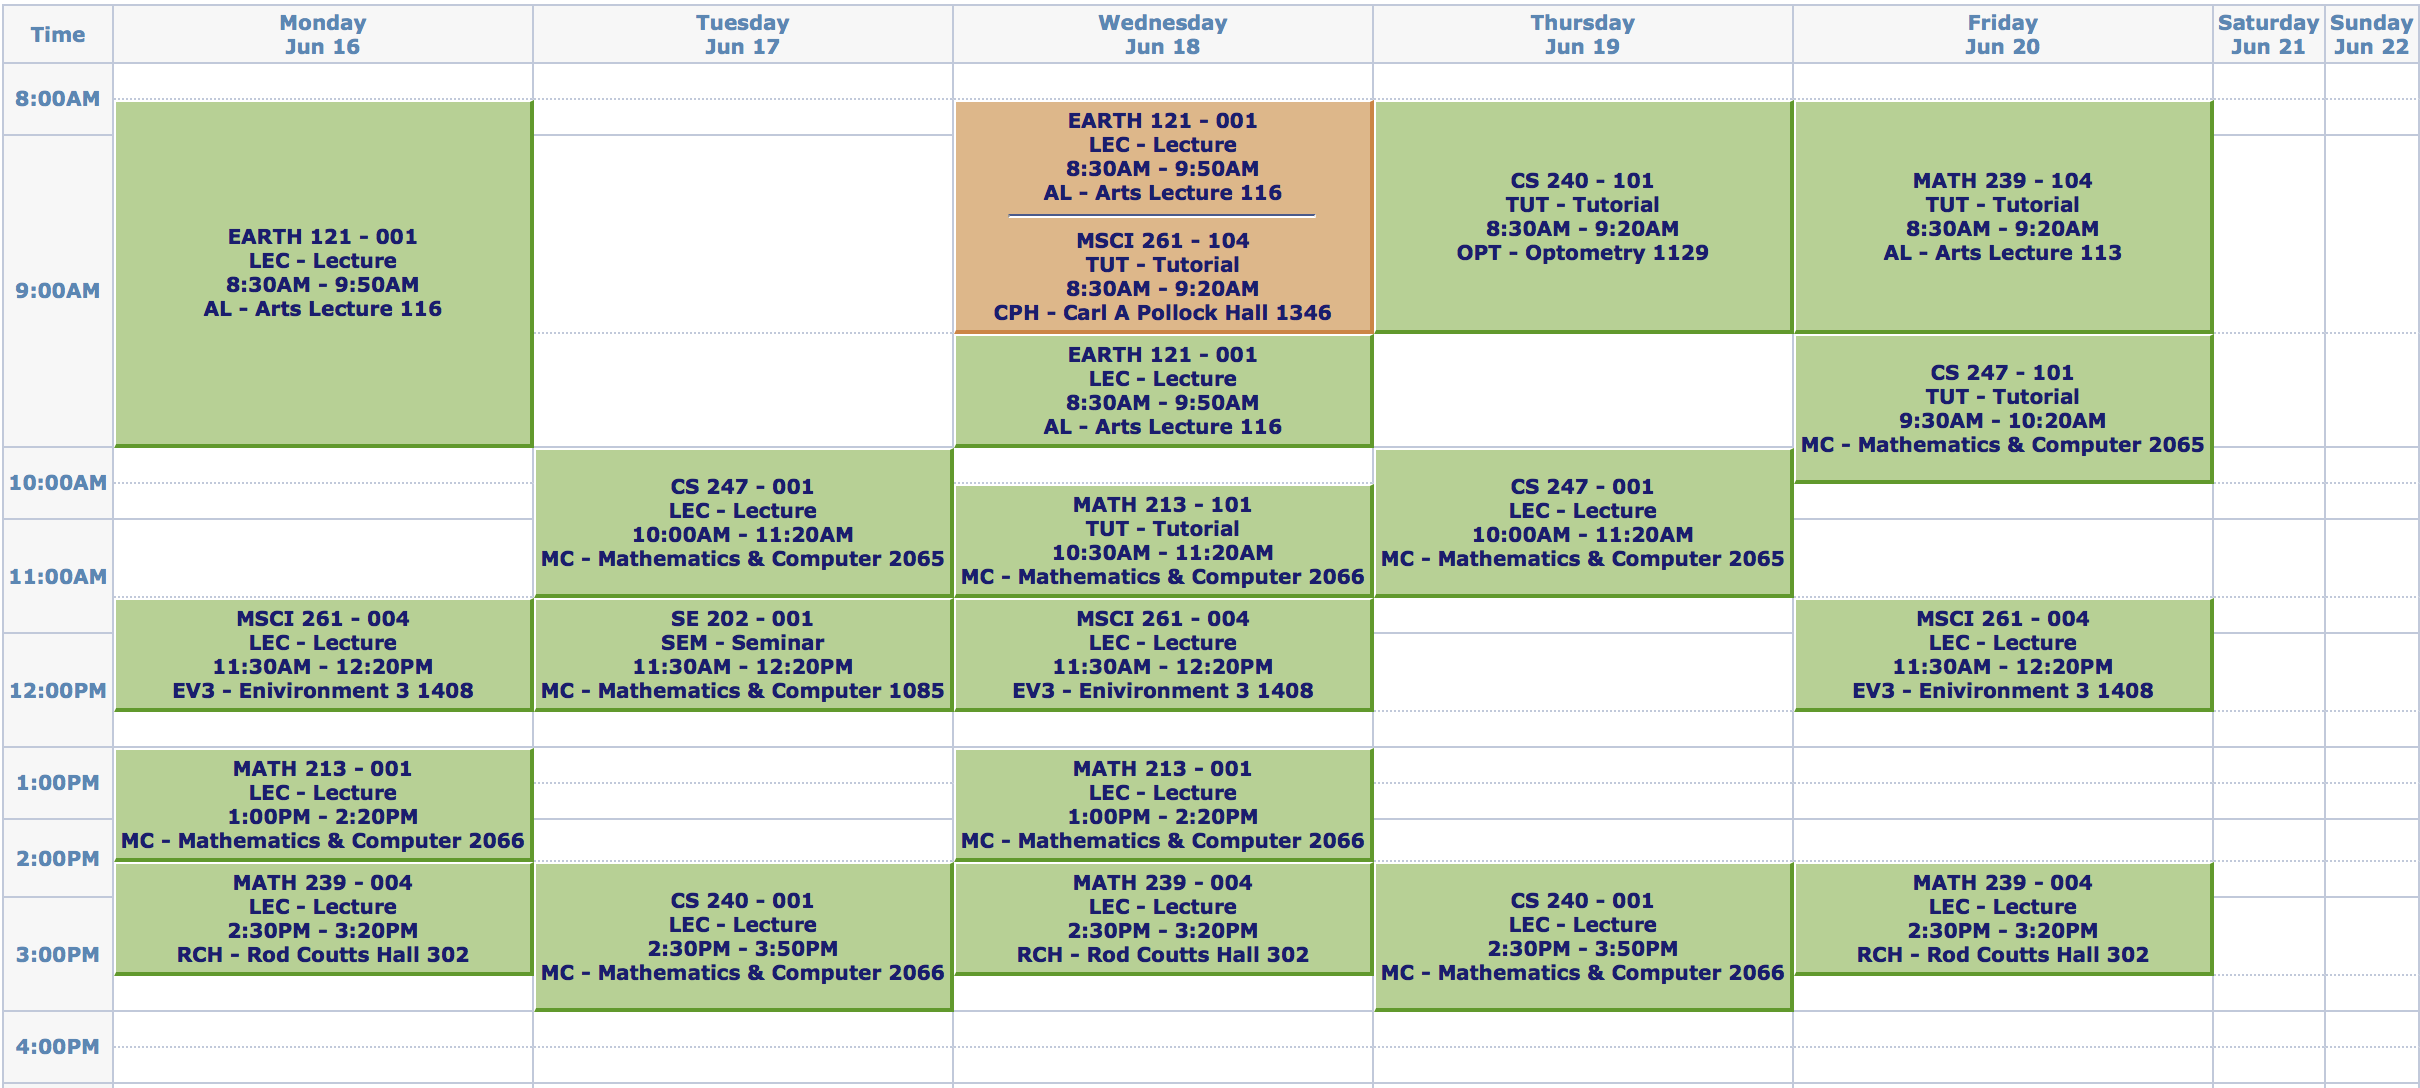 Time
Monday
Jun 16
Tuesday
Jun 17
Wednesday
Jun 18
Thursday
Jun 19
Friday
Jun 20
Saturday
Jun 21
Sunday
Jun 22
8:00AM
EARTH 121 - 001
LEC - Lecture
8:30AM - 9:50AM
AL - Arts Lecture 116
EARTH 121 - 001
LEC - Lecture
8:30AM - 9:50AM
AL - Arts Lecture 116
MSCI 261 - 104
TUT - Tutorial
8:30AM - 9:20AM
CPH - Carl A Pollock Hall 1346
CS 240 - 101
TUT - Tutorial
8:30AM - 9:20AM
OPT - Optometry 1129
MATH 239 - 104
TUT - Tutorial
8:30AM - 9:20AM
AL - Arts Lecture 113
9:00AM
EARTH 121 - 001
LEC - Lecture
8:30AM - 9:50AM
AL - Arts Lecture 116
CS 247 - 101
TUT - Tutorial
9:30AM - 10:20AM
MC - Mathematics & Computer 2065
10:00AM
CS 247 - 001
LEC - Lecture
10:00AM - 11:20AM
MC - Mathematics & Computer 2065
MATH 213 - 101
TUT - Tutorial
10:30AM - 11:20AM
MC - Mathematics & Computer 2066
CS 247 - 001
LEC - Lecture
10:00AM - 11:20AM
MC - Mathematics & Computer 2065
11:00AM
MSCI 261 - 004
LEC - Lecture
11:30AM - 12:20PM
EV3 - Enivironment 3 1408
SE 202 - 001
SEM - Seminar
11:30AM - 12:20PM
MC - Mathematics & Computer 1085
MSCI 261 - 004
LEC - Lecture
11:30AM - 12:20PM
EV3 - Enivironment 3 1408
MSCI 261 - 004
LEC - Lecture
11:30AM - 12:20PM
EV3 - Enivironment 3 1408
12:00PM
1:00PM
MATH 213 - 001
LEC - Lecture
1:00PM - 2:20PM
MC - Mathematics & Computer 2066
MATH 213 - 001
LEC - Lecture
1:00PM - 2:20PM
MC - Mathematics & Computer 2066
2:00PM
MATH 239 - 004
LEC - Lecture
2:30PM - 3:20PM
RCH - Rod Coutts Hall 302
CS 240 - 001
LEC - Lecture
2:30PM - 3:50PM
MC - Mathematics & Computer 2066
MATH 239 - 004
LEC - Lecture
2:30PM - 3:20PM
RCH - Rod Coutts Hall 302
CS 240 - 001
LEC - Lecture
2:30PM - 3:50PM
MC - Mathematics & Computer 2066
MATH 239 - 004
LEC - Lecture
2:30PM - 3:20PM
RCH - Rod Coutts Hall 302
3:00PM
4:00PM